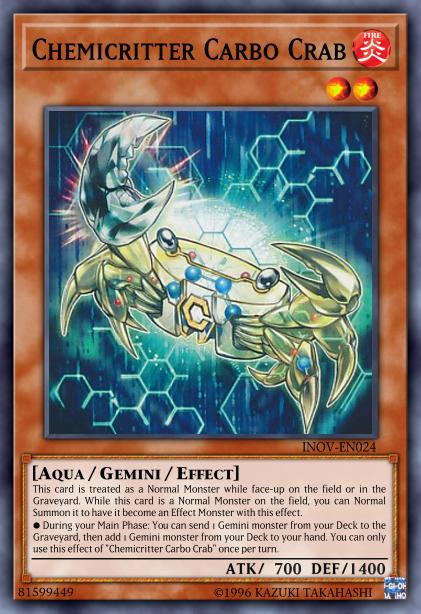 CHEMICRITTER CARBO CRAB
FIRE
炎
INOV-EN024
[AQUA / GEMINI / EFFECT]
This card is treated as a Normal Monster while face-up on the field or in the
Graveyard. While this card is a Normal Monster on the field, you can Normal
Summon it to have it become an Effect Monster with this effect.
● During your Main Phase: You can send 1 Gemini monster from your Deck to the
Graveyard, then add 1 Gemini monster from your Deck to your hand. You can only
use this effect of "Chemicritter Carbo Crab" once per turn.
ATK/ 700 DEF/1400
81599449
©1996 KAZUKI TAKAHASHI